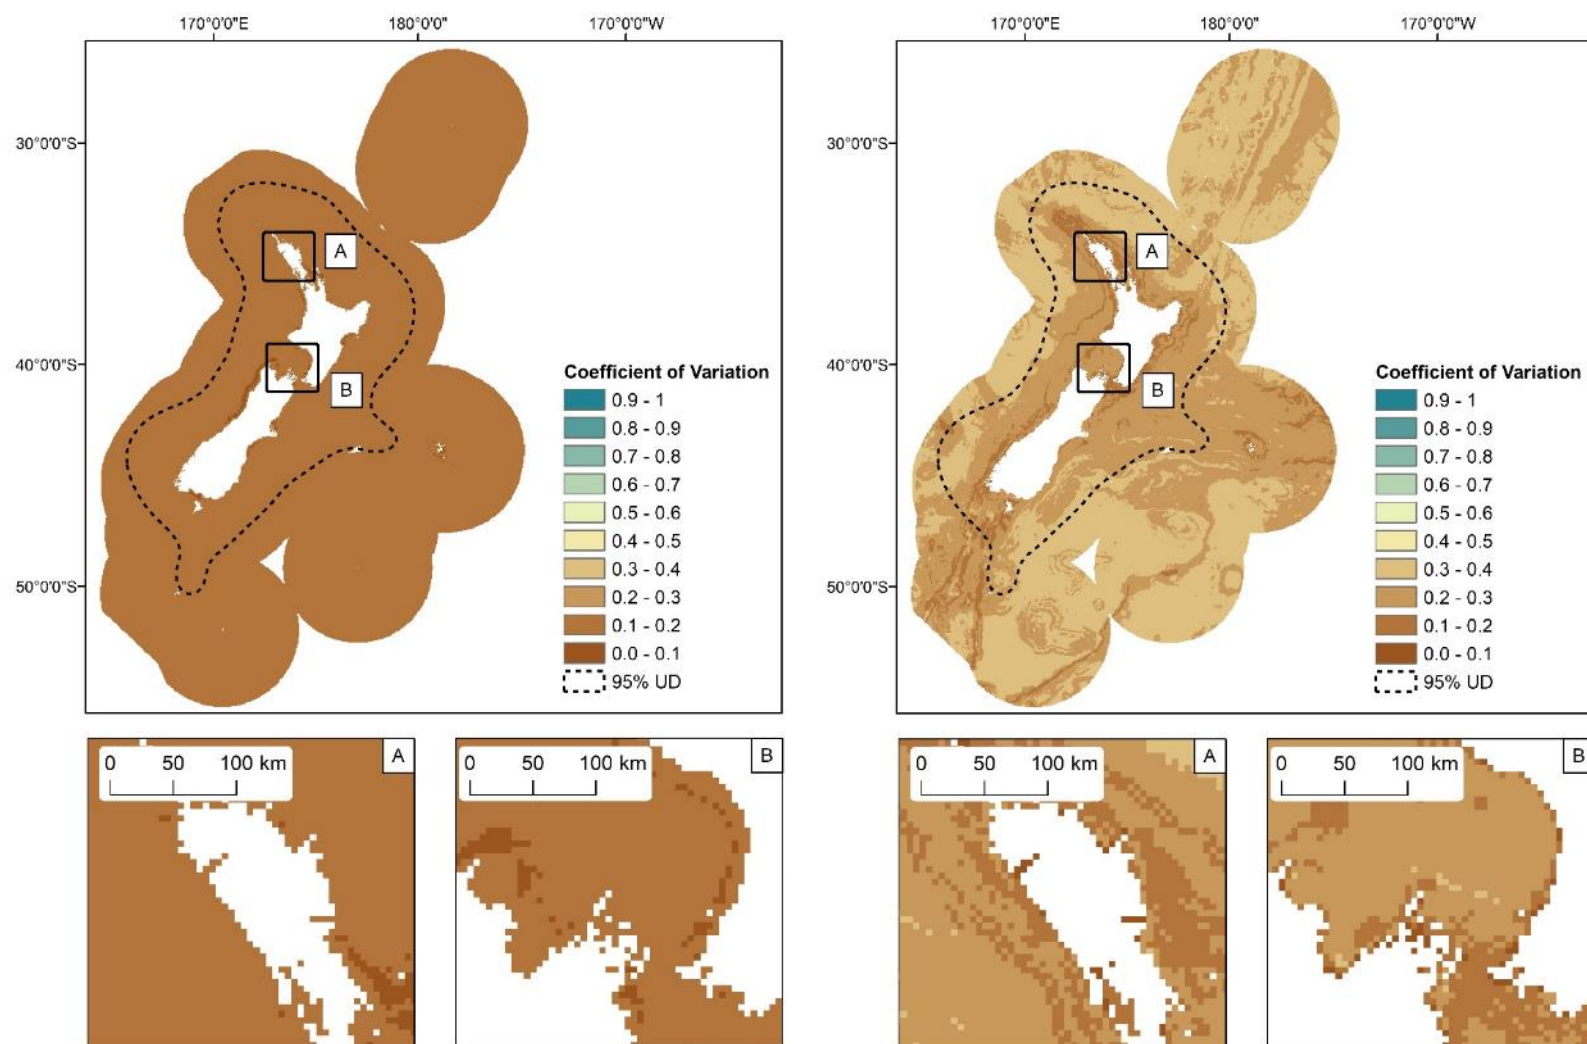 170°0'0"E 180°0'0" 170°0'0"W
170°0'0"E 180°0'0" 170°0'0"W
30°0'0"S
40°0'0"S
50°0'0"S
A
B
Coefficient of Variation
0.9 - 1
0.8 - 0.9
0.7 - 0.8
0.6 - 0.7
0.5 - 0.6
0.4 - 0.5
0.3 - 0.4
0.2 - 0.3
0.1 - 0.2
0.0 - 0.1
95% UD
30°0'0"S
40°0'0"S
50°0'0"S
A
B
Coefficient of Variation
0.9 - 1
0.8 - 0.9
0.7 - 0.8
0.6 - 0.7
0.5 - 0.6
0.4 - 0.5
0.3 - 0.4
0.2 - 0.3
0.1 - 0.2
0.0 - 0.1
95% UD
0 50 100 km
A
0 50 100 km
B
0 50 100 km
A
0 50 100 km
B